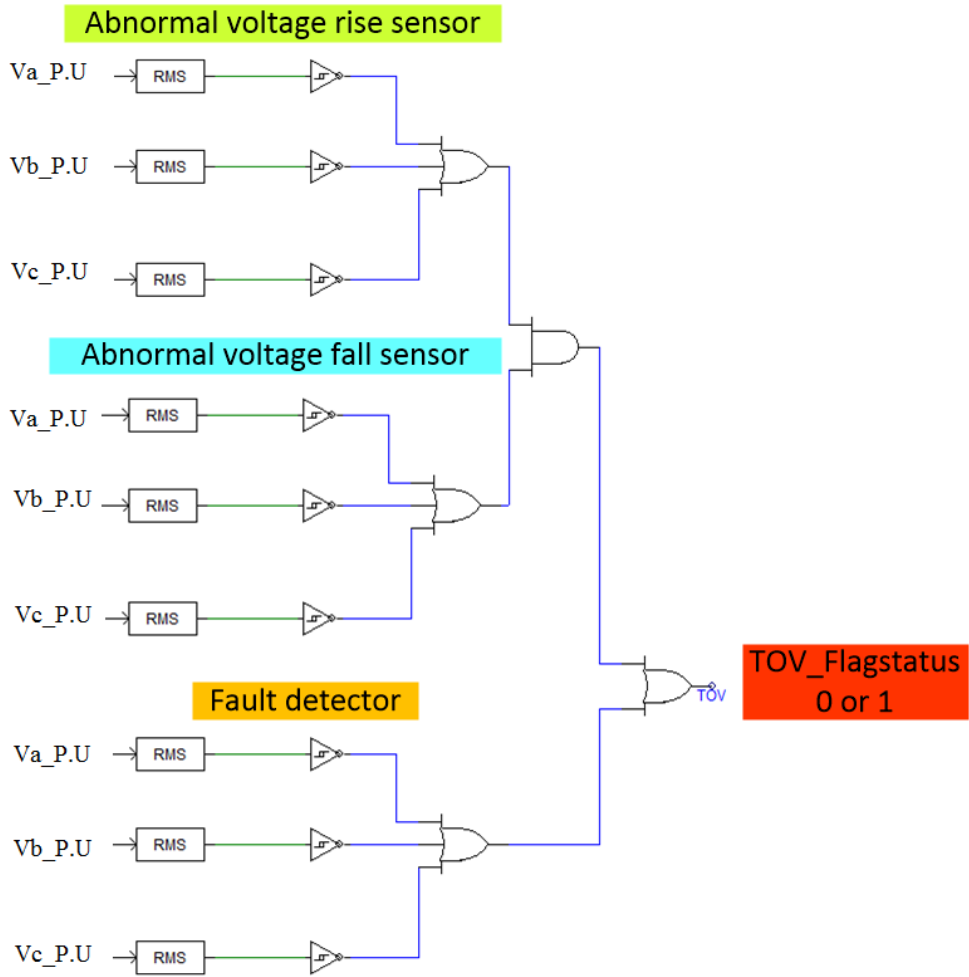 Abnormal voltage rise sensor
Va_P.U
RMS
Vb_P.U
RMS
Vc_P.U
RMS
Abnormal voltage fall sensor
Va_P.U
RMS
Vb_P.U
RMS
Vc_P.U
RMS
TOV_Flagstatus
0 or 1
TOV
Fault detector
Va_P.U
RMS
Vb_P.U
RMS
Vc_P.U
RMS